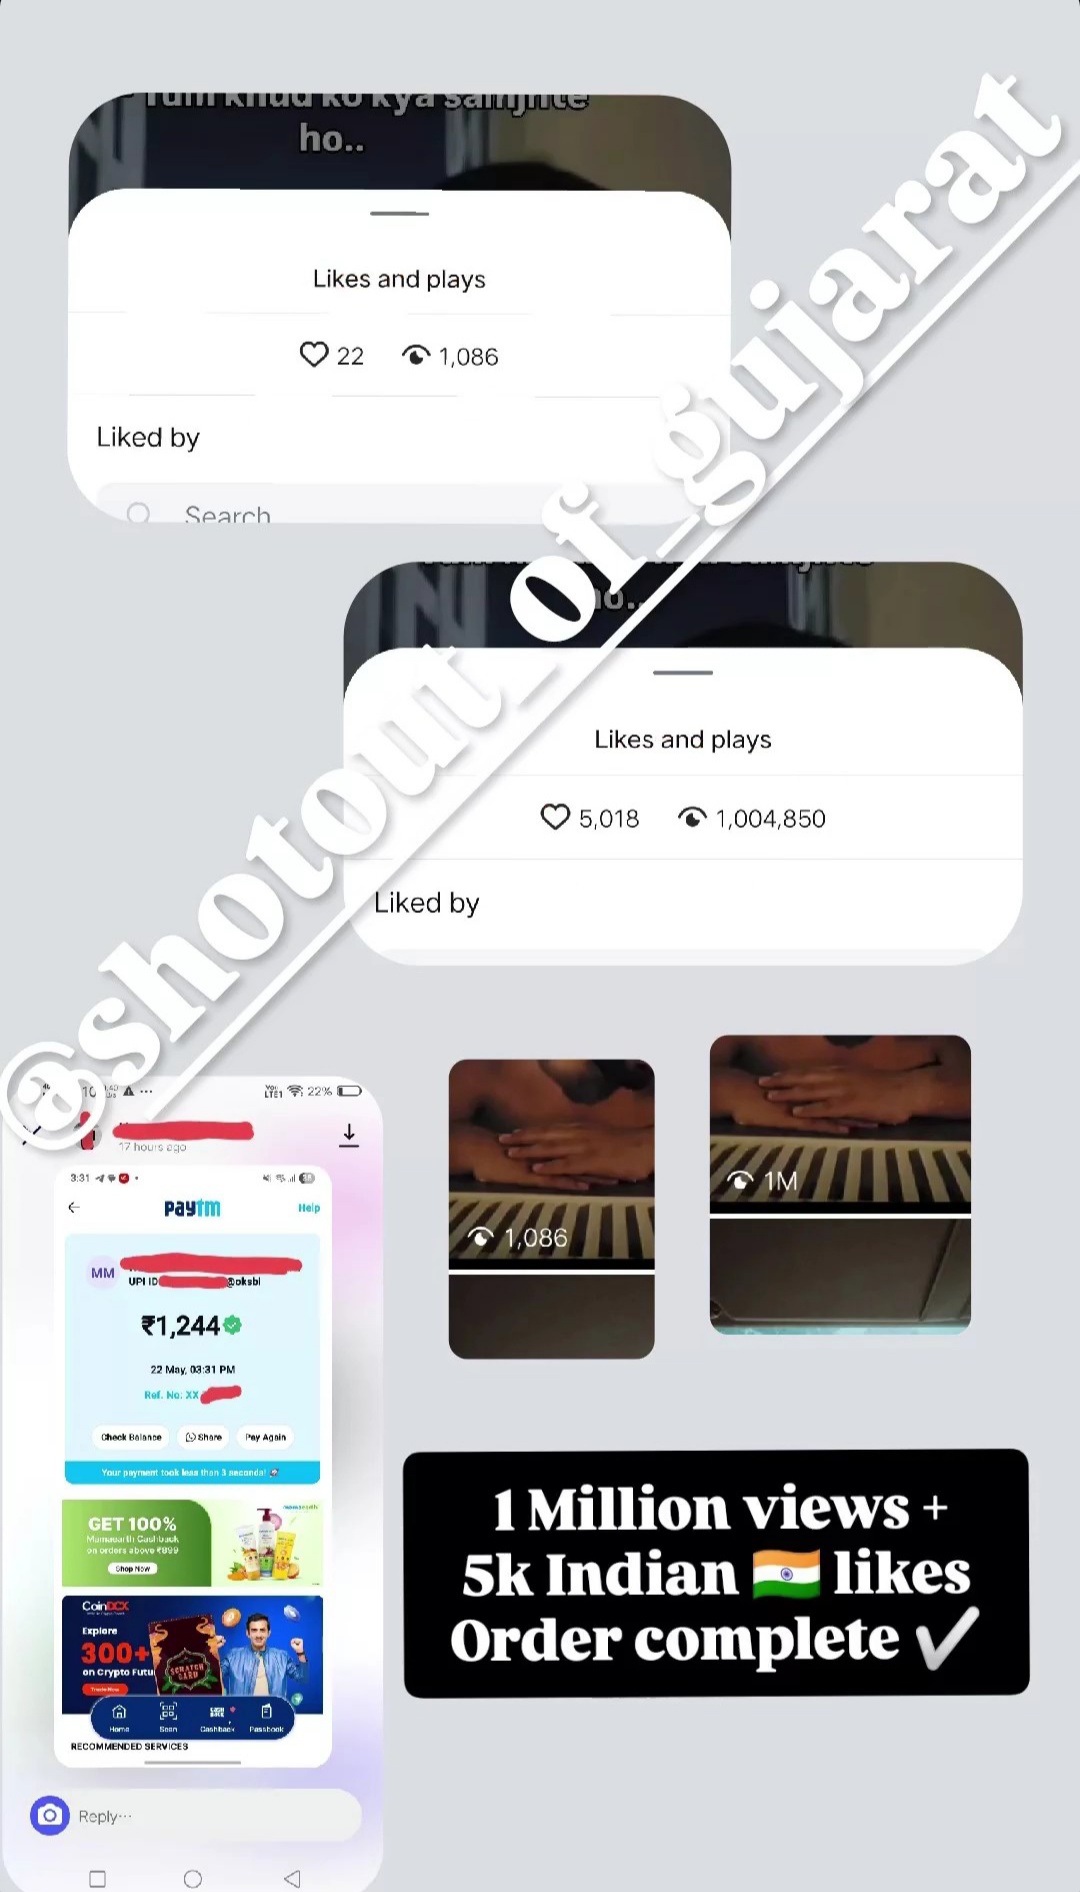 Tum khud ko kya samjhte
ho..
Likes and plays
22 1,086
Liked by
Search
@shotout_of_gujarat
ho..
Likes and plays
5,018 1,004,850
Liked by
22%
17 hours ago
3:31
paytm
Help
MM
UPI ID @oksbi
₹1,244
22 May, 03:31 PM
Ref. No: XX
Check Balance
Share
Pay Again
Your payment took less than 3 seconds!
GET 100%
Mamaearth Cashback
on orders above ₹899
Shop Now
CoinDCX
Explore
300+
on Crypto Futu
SCRATCH
CARD
Home
Scan
Cashback
Passbook
RECOMMENDED SERVICES
Reply...
1,086
1M
1 Million views +
5k Indian 🇮🇳 likes
Order complete ✔